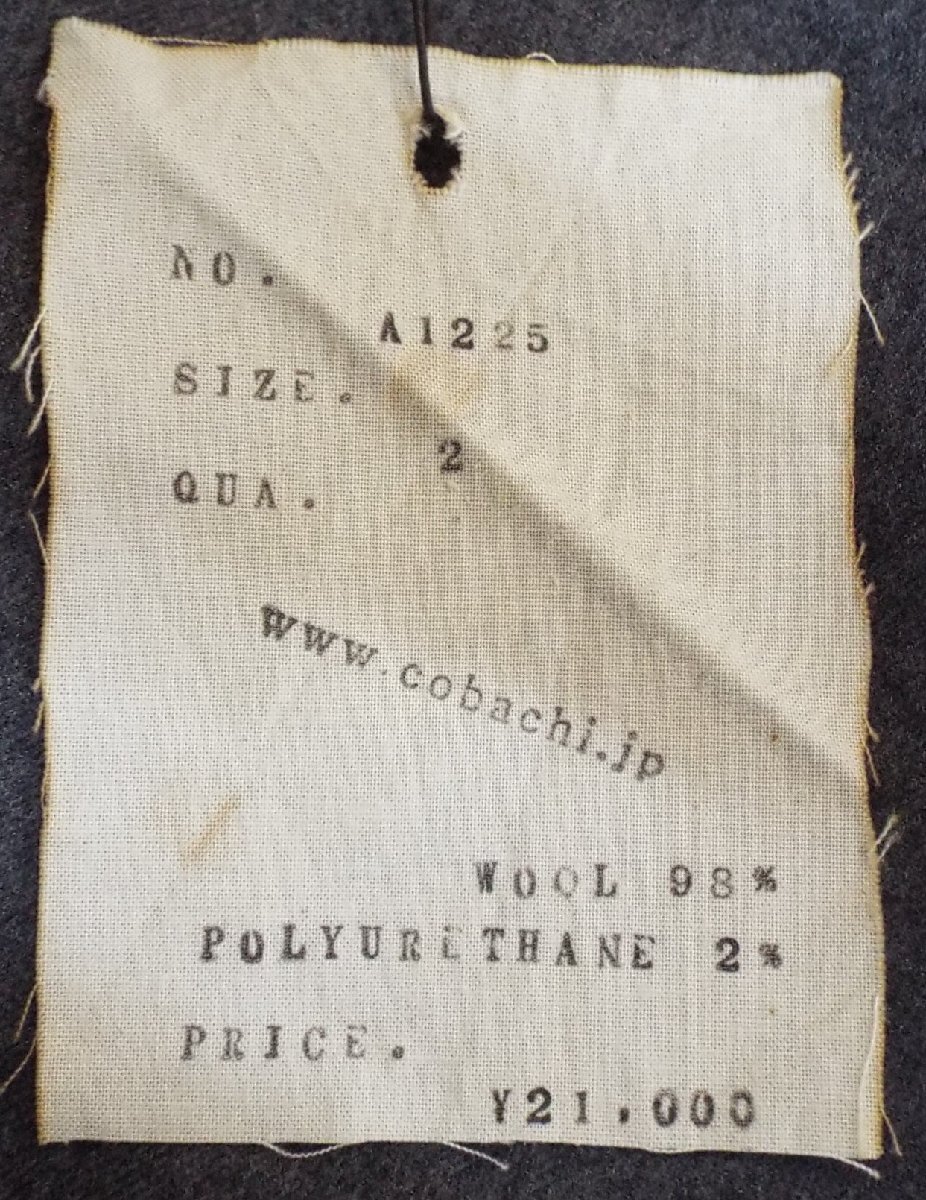 NO.
A1225
SIZE.
2
QUA.
www.cobachi.jp
WOOL 98%
POLYURETHANE 2%
PRICE.
¥21,000